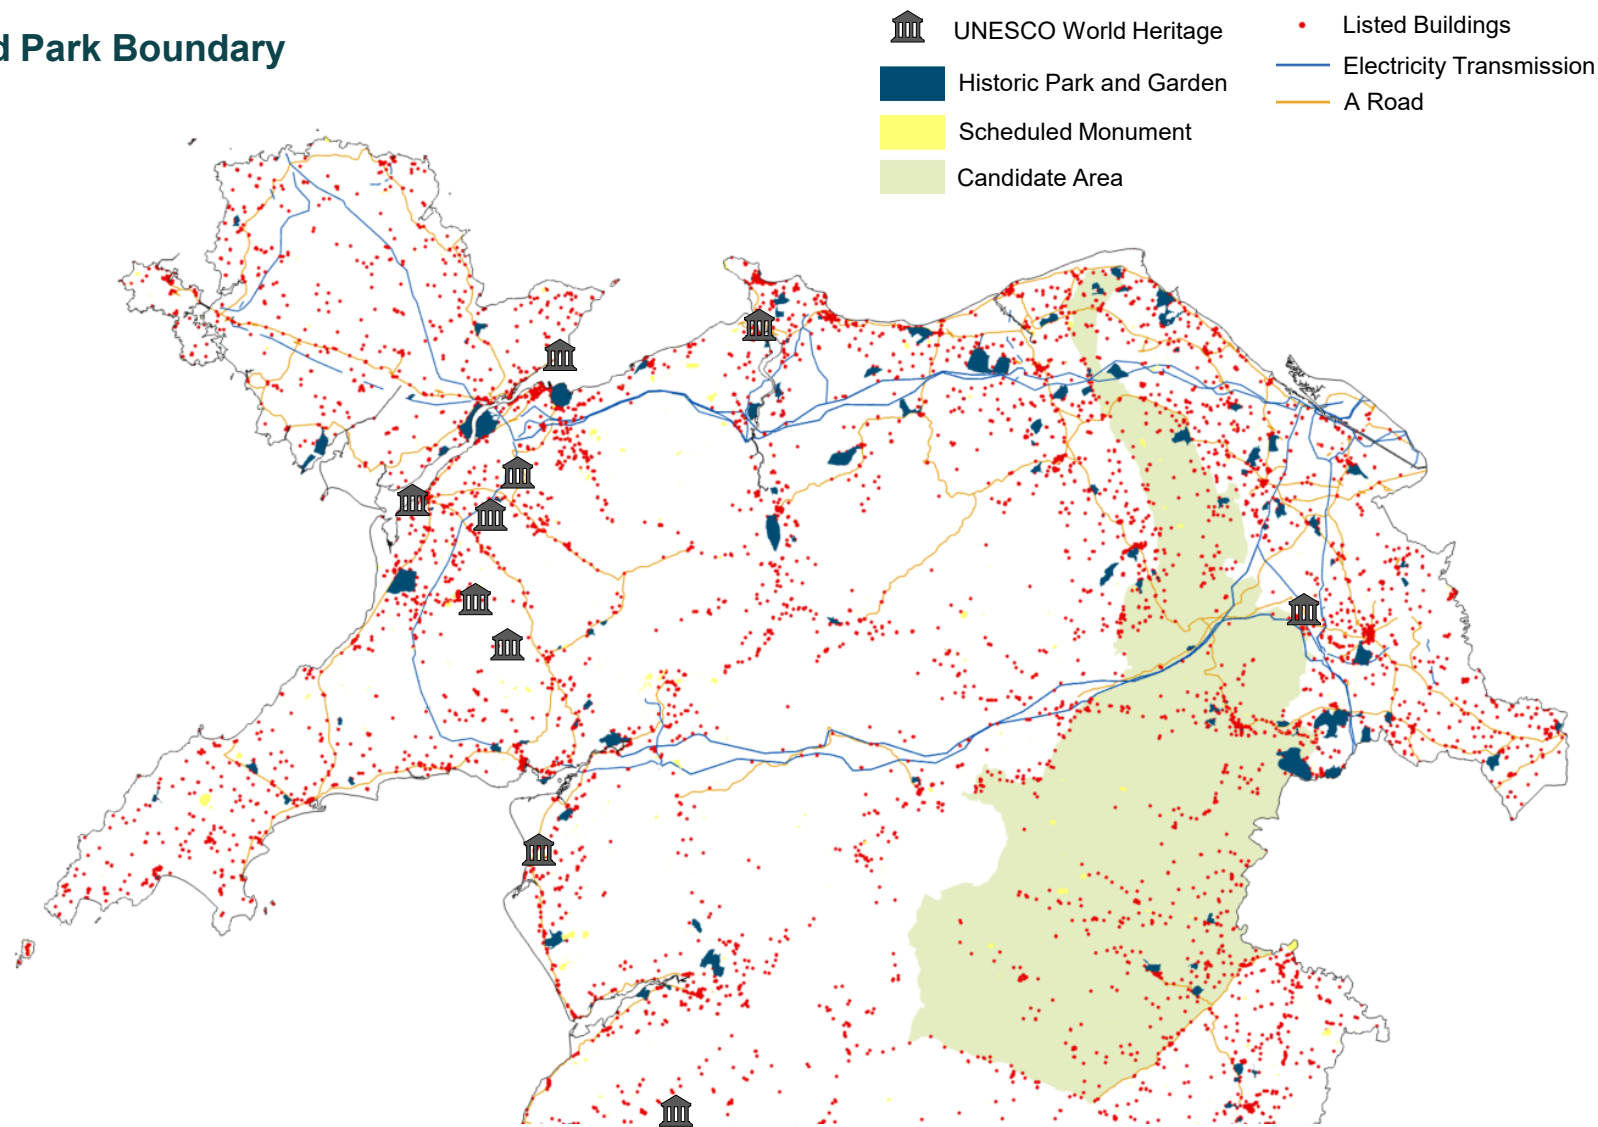 d Park Boundary
UNESCO World Heritage
Historic Park and Garden
Scheduled Monument
Candidate Area
Listed Buildings
Electricity Transmission
A Road